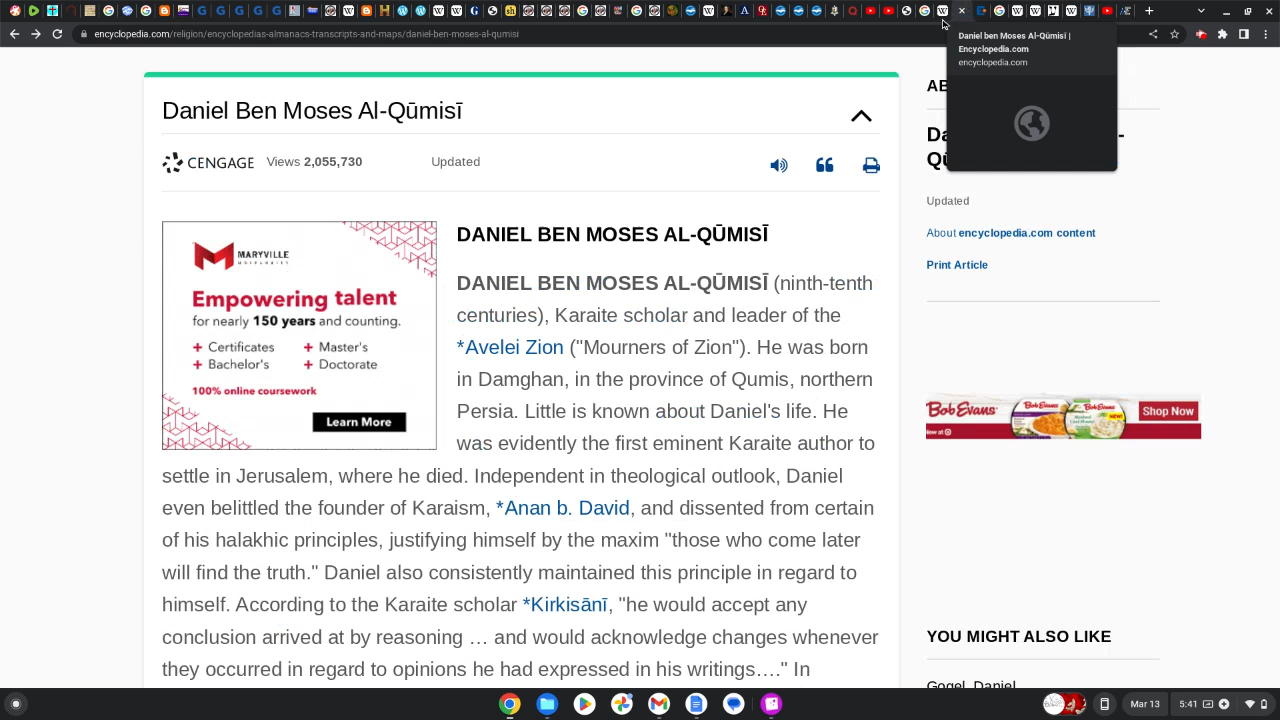 encyclopedia.com/religion/encyclopedias-almanacs-transcripts-and-maps/daniel-ben-moses-al-qumisi
Daniel ben Moses Al-Qūmisī |
Encyclopedia.com
encyclopedia.com
Daniel Ben Moses Al-Qūmisī
CENGAGE Views 2,055,730 Updated
MARYVILLE
UNIVERSITY
Empowering talent
for nearly 150 years and counting.
+ Certificates + Master's
+ Bachelor's + Doctorate
100% online coursework
Learn More
DANIEL BEN MOSES AL-QŪMISĪ
DANIEL BEN MOSES AL-QŪMISĪ (ninth-tenth
centuries), Karaite scholar and leader of the
*Avelei Zion ("Mourners of Zion"). He was born
in Damghan, in the province of Qumis, northern
Persia. Little is known about Daniel's life. He
was evidently the first eminent Karaite author to
settle in Jerusalem, where he died. Independent in theological outlook, Daniel
even belittled the founder of Karaism, *Anan b. David, and dissented from certain
of his halakhic principles, justifying himself by the maxim "those who come later
will find the truth." Daniel also consistently maintained this principle in regard to
himself. According to the Karaite scholar *Kirkisānī, "he would accept any
conclusion arrived at by reasoning … and would acknowledge changes whenever
they occurred in regard to opinions he had expressed in his writings…." In
Updated
About encyclopedia.com content
Print Article
Bob Evans
NEW!
Shop Now
YOU MIGHT ALSO LIKE
Gogel, Daniel
Mar 13
5:41